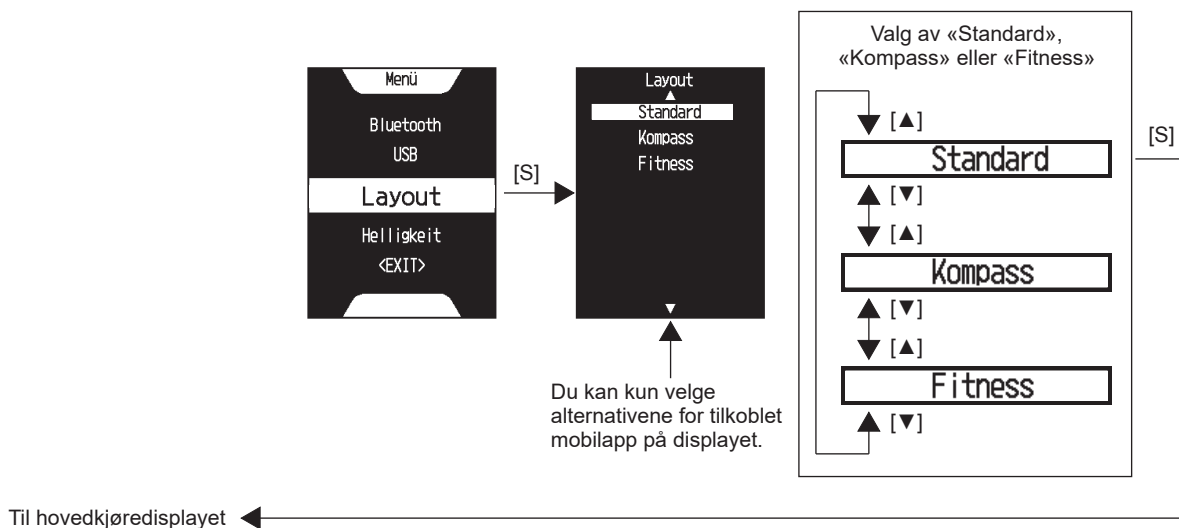 Menü
Bluetooth
USB
Layout
Helligkeit
<EXIT>
[S]
Layout
▲
Standard
Kompass
Fitness
▼
Du kan kun velge
alternativene for tilkoblet
mobilapp på displayet.
Valg av «Standard»,
«Kompass» eller «Fitness»
[▲]
Standard
[▼]
[▲]
Kompass
[▼]
[▲]
Fitness
[▼]
[S]
Til hovedkjøredisplayet